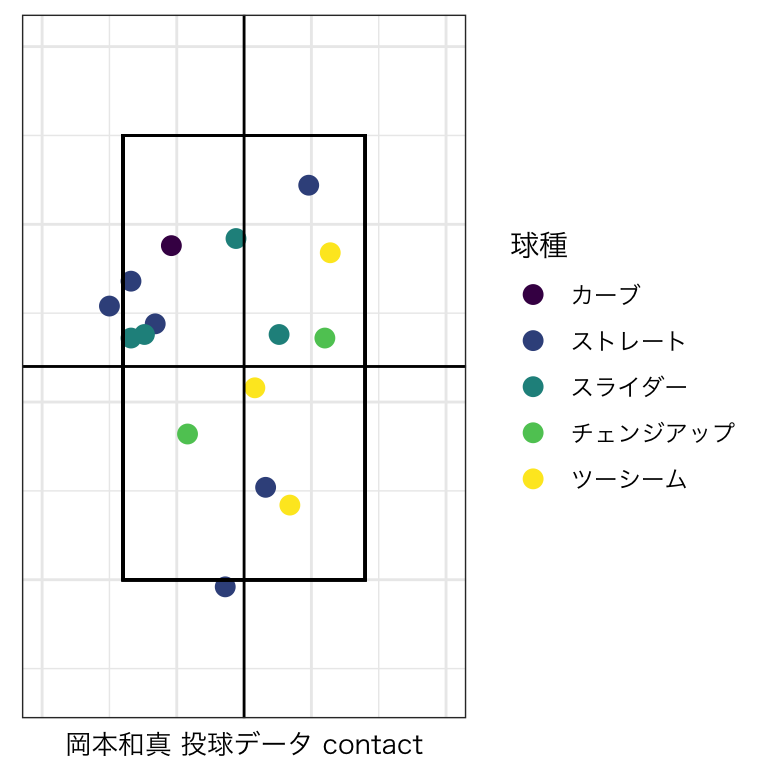 球種
カーブ
ストレート
スライダー
チェンジアップ
ツーシーム
岡本和真 投球データ contact